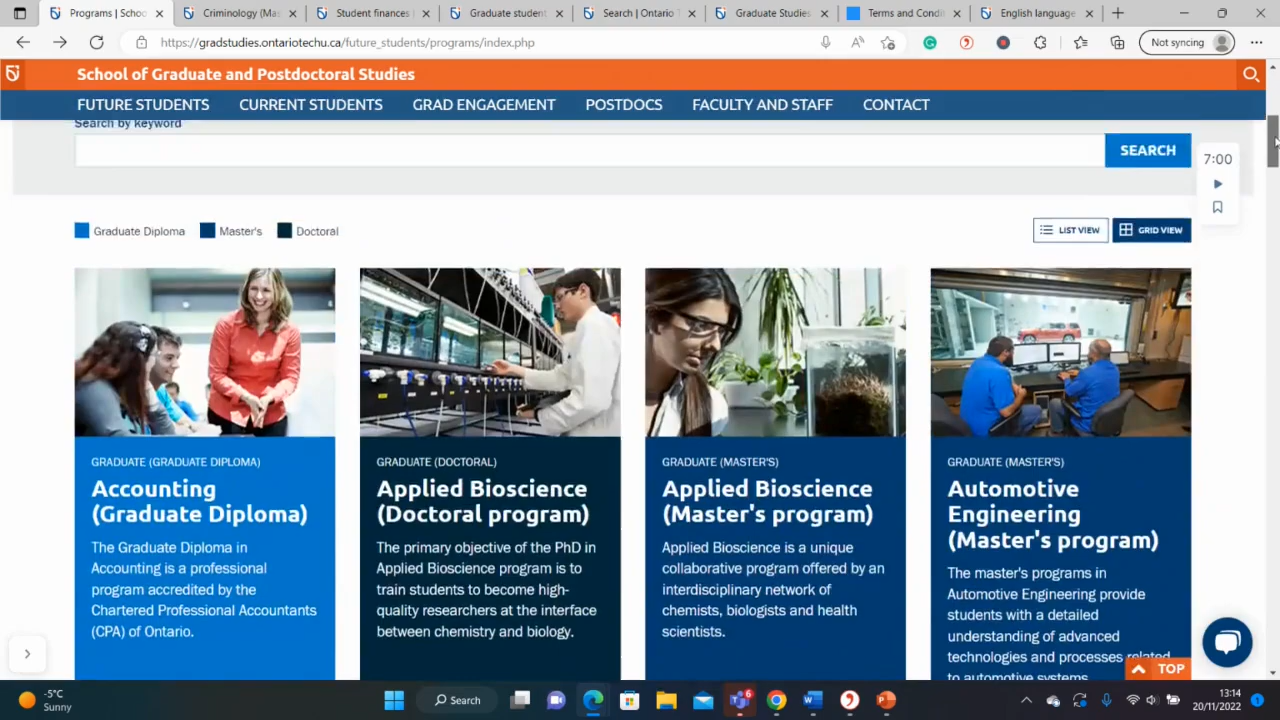 Programs | Schoo
Criminology (Mas
Student finances |
Graduate student
Search | Ontario T
Graduate Studies
Terms and Condit
English language
https://gradstudies.ontariotechu.ca/future_students/programs/index.php
Not syncing
School of Graduate and Postdoctoral Studies
FUTURE STUDENTS CURRENT STUDENTS GRAD ENGAGEMENT POSTDOCS FACULTY AND STAFF CONTACT
Search by keyword
SEARCH
7:00
Graduate Diploma Master's Doctoral
LIST VIEW GRID VIEW
GRADUATE (GRADUATE DIPLOMA)
Accounting
(Graduate Diploma)
The Graduate Diploma in
Accounting is a professional
program accredited by the
Chartered Professional Accountants
(CPA) of Ontario.
GRADUATE (DOCTORAL)
Applied Bioscience
(Doctoral program)
The primary objective of the PhD in
Applied Bioscience program is to
train students to become high-
quality researchers at the interface
between chemistry and biology.
GRADUATE (MASTER'S)
Applied Bioscience
(Master's program)
Applied Bioscience is a unique
collaborative program offered by an
interdisciplinary network of
chemists, biologists and health
scientists.
GRADUATE (MASTER'S)
Automotive
Engineering
(Master's program)
The master's programs in
Automotive Engineering provide
students with a detailed
understanding of advanced
technologies and processes related
to automotive systems
TOP
-5°C
Sunny
Search
6
13:14
20/11/2022
1